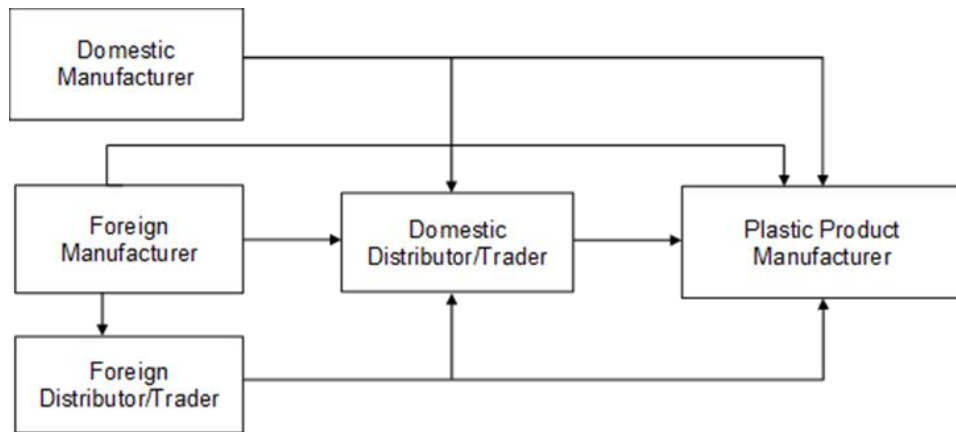 Domestic
Manufacturer
Foreign
Manufacturer
Domestic
Distributor/Trader
Plastic Product
Manufacturer
Foreign
Distributor/Trader